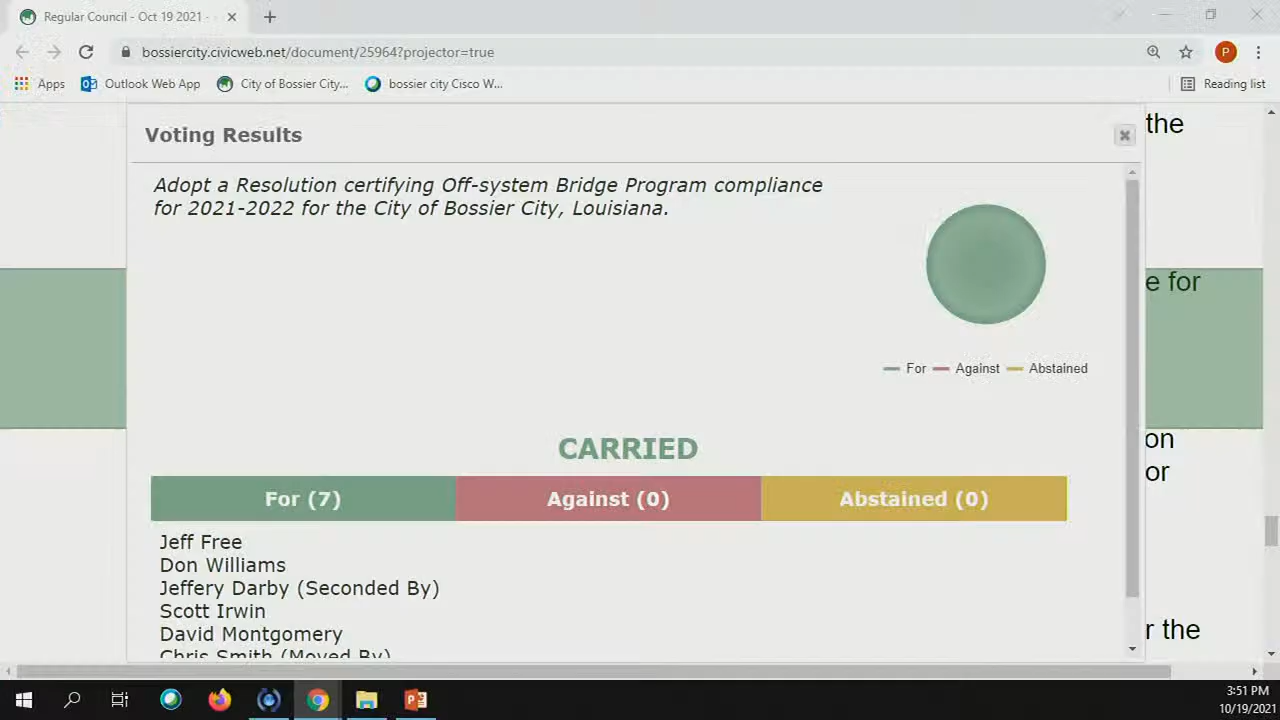 Regular Council - Oct 19 2021 -
bossiercity.civicweb.net/document/25964?projector=true
P
Apps
Outlook Web App
City of Bossier City...
bossier city Cisco W...
Reading list
the
Voting Results
Adopt a Resolution certifying Off-system Bridge Program compliance
for 2021-2022 for the City of Bossier City, Louisiana.
e for
For
Against
Abstained
on
or
CARRIED
For (7)
Against (0)
Abstained (0)
Jeff Free
Don Williams
Jeffery Darby (Seconded By)
Scott Irwin
David Montgomery
Chris Smith (Moved By)
r the
3:51 PM
10/19/2021